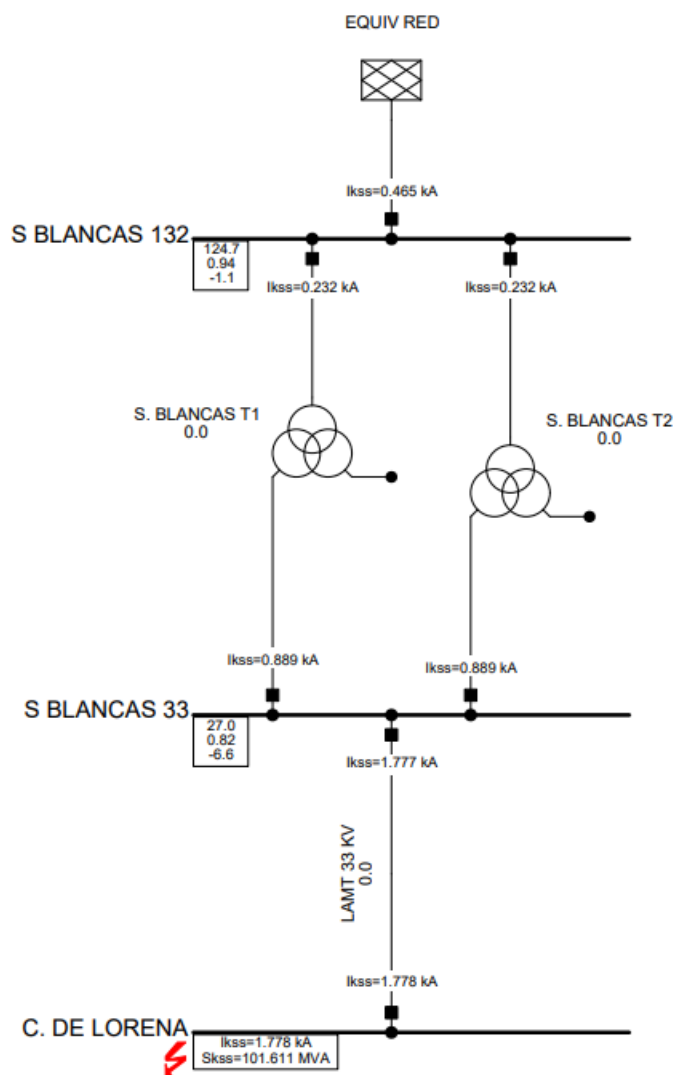 EQUIV RED
Ikss=0.465 kA
S BLANCAS 132
124.7
0.94
-1.1
Ikss=0.232 kA
Ikss=0.232 kA
S. BLANCAS T1
0.0
S. BLANCAS T2
0.0
Ikss=0.889 kA
Ikss=0.889 kA
S BLANCAS 33
27.0
0.82
-6.6
Ikss=1.777 kA
LAMT 33 KV
0.0
Ikss=1.778 kA
C. DE LORENA
Ikss=1.778 kA
Skss=101.611 MVA